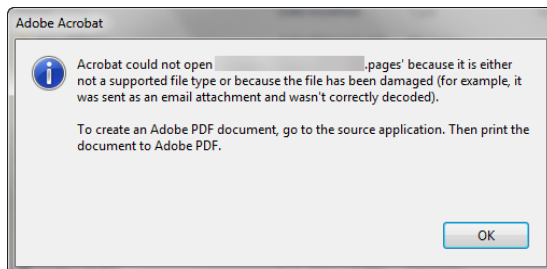 Adobe Acrobat
Acrobat could not open .pages' because it is either
not a supported file type or because the file has been damaged (for example, it
was sent as an email attachment and wasn't correctly decoded).
To create an Adobe PDF document, go to the source application. Then print the
document to Adobe PDF.
OK